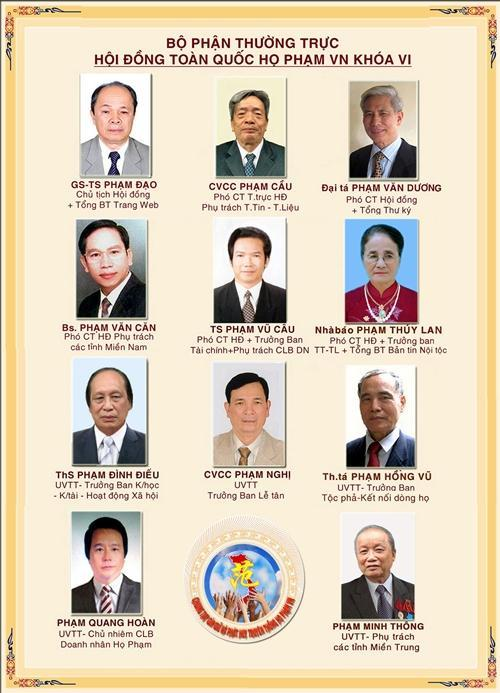 BỘ PHẬN THƯỜNG TRỰC
HỘI ĐỒNG TOÀN QUỐC HỌ PHẠM VN KHÓA VI
GS-TS PHẠM ĐẠO
Chủ tịch Hội đồng
+ Tổng BT Trang Web
CVCC PHẠM CẦU
Phó CT T.trực HĐ
Phụ trách T.Tin - T.Liệu
Đại tá PHẠM VĂN DƯƠNG
Phó CT Hội đồng
+ Tổng Thư ký
Bs. PHẠM VĂN CĂN
Phó CT HĐ Phụ trách
các tỉnh Miền Nam
TS PHẠM VŨ CÂU
Phó CT HĐ + Trưởng Ban
Tài chính+Phụ trách CLB DN
Nhàbáo PHẠM THÚY LAN
Phó CT HĐ + Trưởng ban
TT-TL + Tổng BT Bản tin Nội tộc
ThS PHẠM ĐÌNH ĐIỂU
UVTT- Trưởng Ban K/học
- K/tài - Hoạt động Xã hội
CVCC PHẠM NGHỊ
UVTT
Trưởng Ban Lễ tân
Th.tá PHẠM HỒNG VŨ
UVTT- Trưởng Ban
Tộc phả-Kết nối dòng họ
PHẠM QUANG HOÀN
UVTT- Chủ nhiệm CLB
Doanh nhân Họ Phạm
范
PHẠM MINH THÔNG
UVTT- Phụ trách
các tỉnh Miền Trung